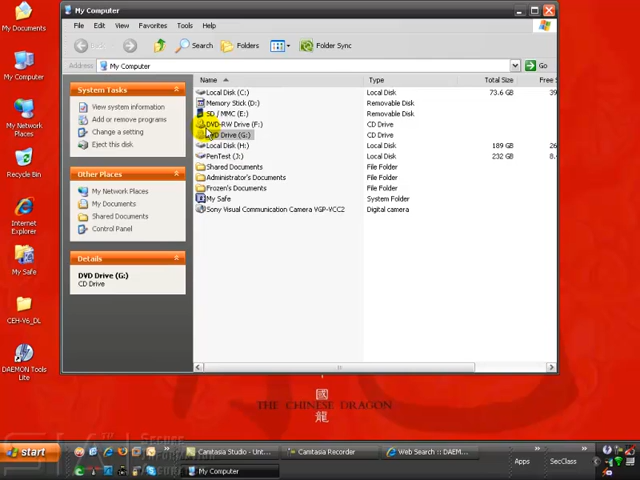 My Documents
My Computer
My Network Places
Recycle Bin
Internet Explorer
My Safe
CEH-V6_DL
DAEMON Tools Lite
My Computer
File View Favorites Tools Help
Back Search Folders Folder Sync
Address My Computer Go
System Tasks
View system information
Add or remove programs
Change a setting
Eject this disk
Other Places
My Network Places
My Documents
Shared Documents
Control Panel
Details
DVD Drive (G:)
CD Drive
Name Type Total Size Free S
Local Disk (C:) Local Disk 73.6 GB 39
Memory Stick (D:) Removable Disk
SD / MMC (E:) Removable Disk
DVD-RW Drive (F:) CD Drive
DVD Drive (G:) CD Drive
Local Disk (H:) Local Disk 189 GB 26
PenTest (J:) Local Disk 232 GB
Shared Documents File Folder
Administrator's Documents File Folder
Frozen's Documents File Folder
My Safe System Folder
Sony Visual Communication Camera VGP-VCC2 Digital camera
國
龍
THE CHINESE DRAGON
start
Camtasia Studio - Unt...
Camtasia Recorder
Web Search :: DAEM...
My Computer
Apps
SecClass